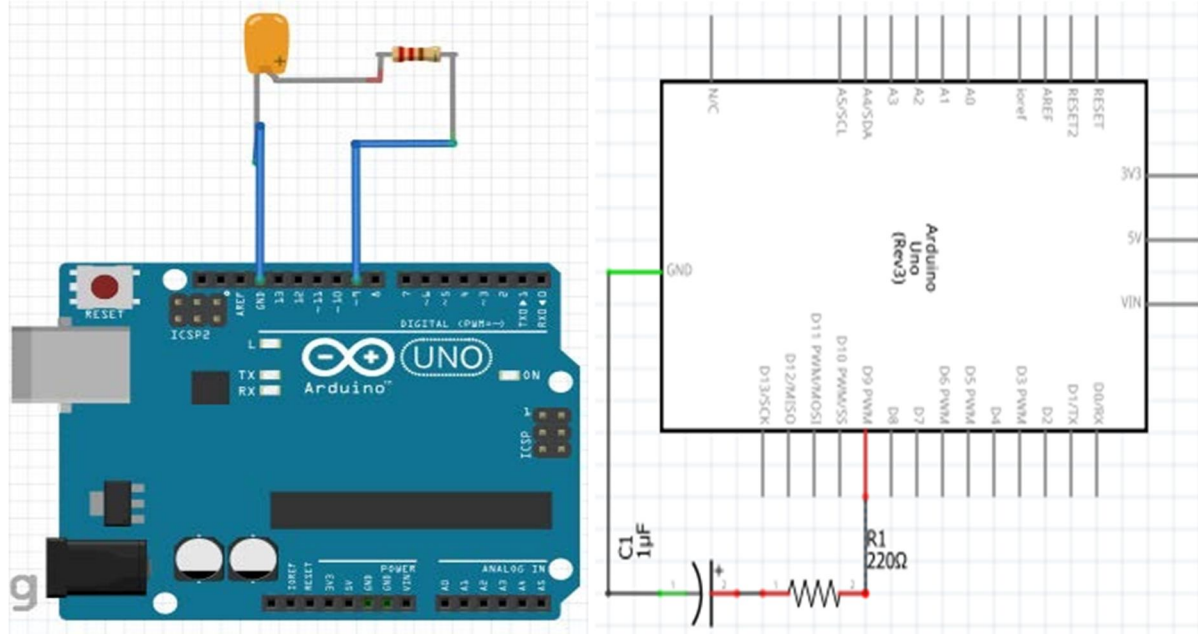 +
RESET
ICSP2
AREF
GND
13
12
~11
~10
~9
8
7
~6
~5
4
~3
2
TXD▶1
RXD◀0
DIGITAL (PWM=~)
L
TX
RX
Arduino™
UNO
ON
1
ICSP
IOREF
RESET
3V3
5V
GND
GND
VIN
POWER
ANALOG IN
A0
A1
A2
A3
A4
A5
g
N/C
A5/SCL
A4/SDA
A3
A2
A1
A0
ioref
AREF
RESET2
RESET
3V3
5V
VIN
GND
Arduino
Uno
(Rev3)
D13/SCK
D12/MISO
D11 PWM/MOSI
D10 PWM/SS
D9 PWM
D8
D7
D6 PWM
D5 PWM
D4
D3 PWM
D2
D1/TX
D0/RX
C1
1µF
1
+
2
1
2
R1
220Ω